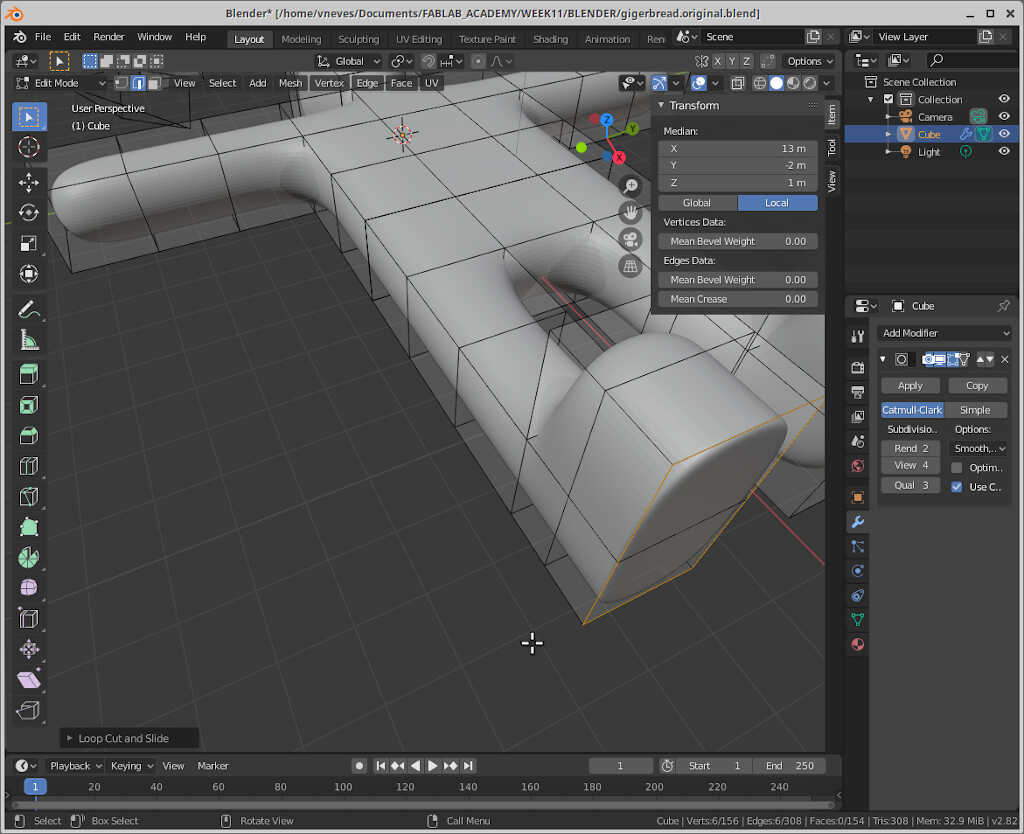 Blender* [/home/vneves/Documents/FABLAB_ACADEMY/WEEK11/BLENDER/gigerbread.original.blend]
File Edit Render Window Help Layout Modeling Sculpting UV Editing Texture Paint Shading Animation Ren Scene View Layer
Global X Y Z Options
Edit Mode View Select Add Mesh Vertex Edge Face UV
User Perspective
(1) Cube
Z
Y
X
Transform
Median:
X 13 m
Y -2 m
Z 1 m
Global Local
Vertices Data:
Mean Bevel Weight 0.00
Edges Data:
Mean Bevel Weight 0.00
Mean Crease 0.00
Item
Tool
View
Scene Collection
Collection
Camera
Cube
Light
Cube
Add Modifier
Apply Copy
Catmull-Clark Simple
Subdivisio.. Options:
Rend 2 Smooth,..
View 4 Optim..
Qual 3 Use C..
Loop Cut and Slide
Playback Keying View Marker 1 Start 1 End 250
1 20 40 60 80 100 120 140 160 180 200 220 240
Select Box Select Rotate View Call Menu Cube | Verts:6/156 | Edges:6/308 | Faces:0/154 | Tris:308 | Mem: 32.9 MiB | v2.82